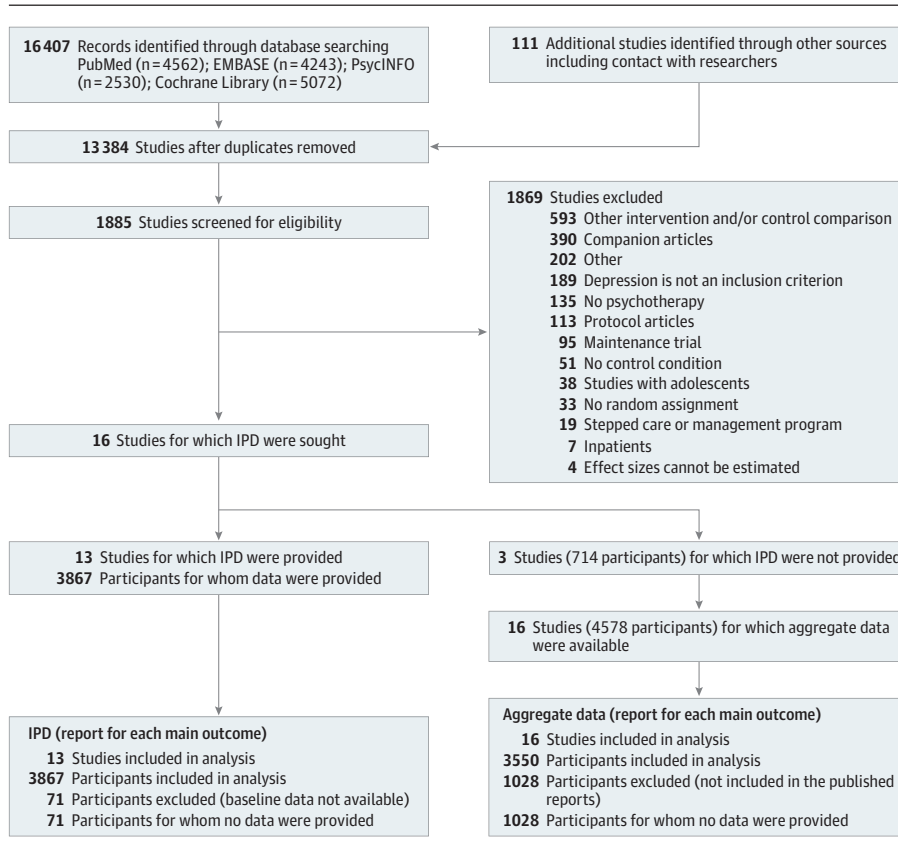 16 407 Records identified through database searching
PubMed (n = 4562); EMBASE (n = 4243); PsycINFO
(n = 2530); Cochrane Library (n = 5072)
111 Additional studies identified through other sources
including contact with researchers
13 384 Studies after duplicates removed
1885 Studies screened for eligibility
1869 Studies excluded
593 Other intervention and/or control comparison
390 Companion articles
202 Other
189 Depression is not an inclusion criterion
135 No psychotherapy
113 Protocol articles
95 Maintenance trial
51 No control condition
38 Studies with adolescents
33 No random assignment
19 Stepped care or management program
7 Inpatients
4 Effect sizes cannot be estimated
16 Studies for which IPD were sought
13 Studies for which IPD were provided
3867 Participants for whom data were provided
3 Studies (714 participants) for which IPD were not provided
16 Studies (4578 participants) for which aggregate data
were available
IPD (report for each main outcome)
13 Studies included in analysis
3867 Participants included in analysis
71 Participants excluded (baseline data not available)
71 Participants for whom no data were provided
Aggregate data (report for each main outcome)
16 Studies included in analysis
3550 Participants included in analysis
1028 Participants excluded (not included in the published
reports)
1028 Participants for whom no data were provided